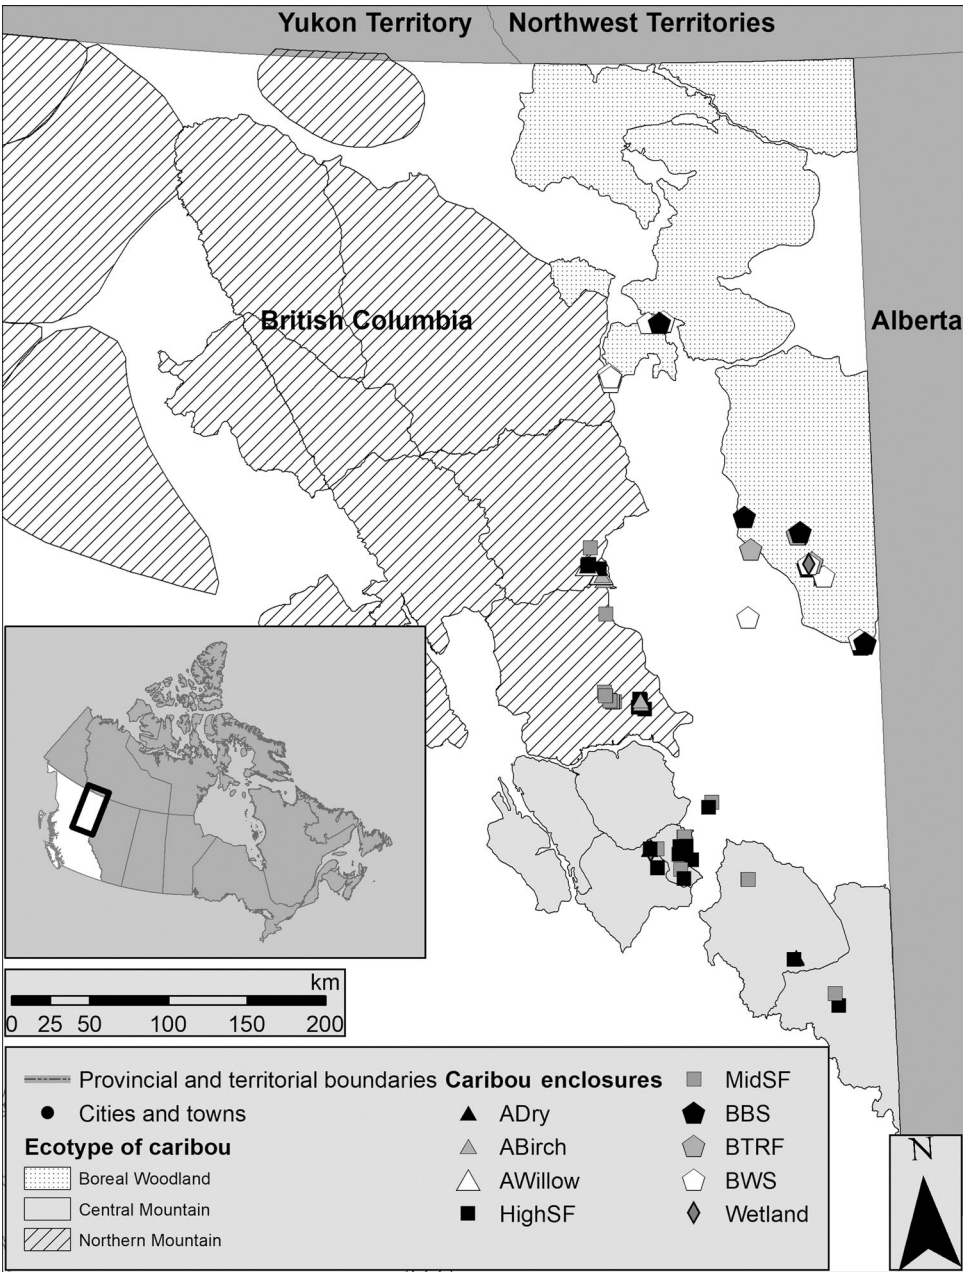 Yukon Territory Northwest Territories
British Columbia
Alberta
km
0 25 50 100 150 200
Provincial and territorial boundaries
Cities and towns
Ecotype of caribou
Boreal Woodland
Central Mountain
Northern Mountain
Caribou enclosures
ADry
ABirch
AWillow
HighSF
MidSF
BBS
BTRF
BWS
Wetland
N